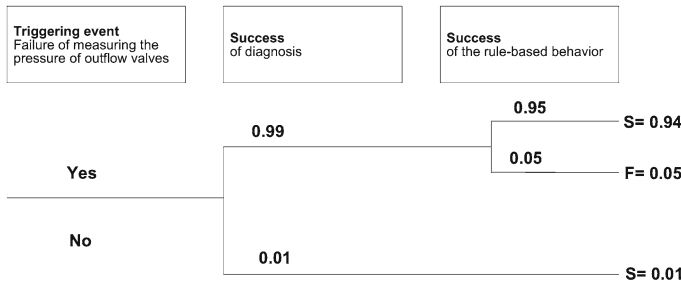 Triggering event
Failure of measuring the
pressure of outflow valves
Success
of diagnosis
Success
of the rule-based behavior
0.95
S= 0.94
0.99
0.05
Yes
F= 0.05
No
0.01
S= 0.01